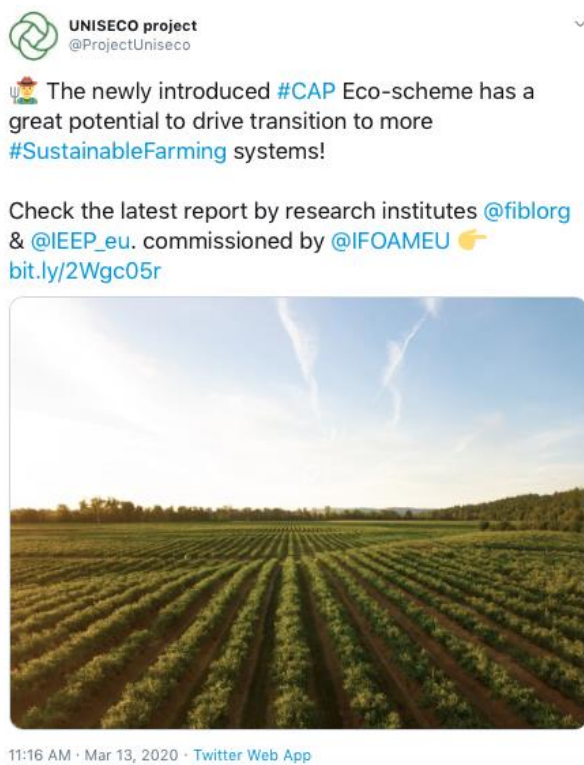 UNISECO project
@ProjectUniseco
👨‍🌾 The newly introduced #CAP Eco-scheme has a
great potential to drive transition to more
#SustainableFarming systems!
Check the latest report by research institutes @fiblorg
& @IEEP_eu. commissioned by @IFOAMEU 👉
bit.ly/2Wgc05r
11:16 AM · Mar 13, 2020 · Twitter Web App